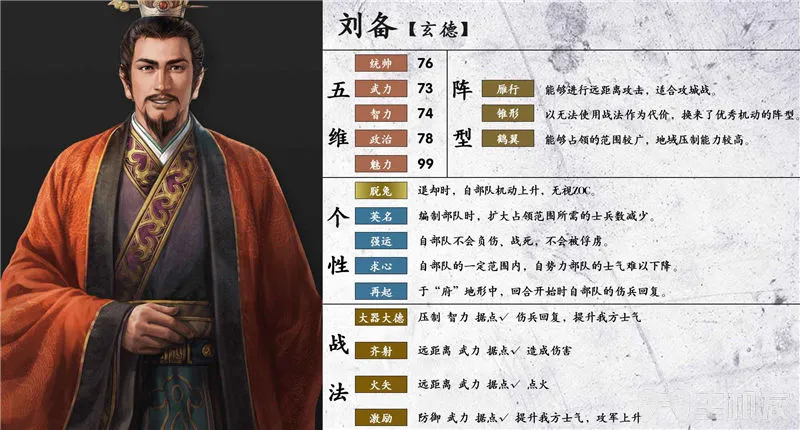 刘备【玄德】
五维
统帅 76
武力 73
智力 74
政治 78
魅力 99
阵型
雁行 能够进行远距离攻击，适合攻城战。
锥形 以无法使用战法作为代价，换来了优秀机动的阵型。
鹤翼 能够占领的范围较广，地域压制能力较高。
个性
脱兔 退却时，自部队机动上升，无视ZOC。
英名 编制部队时，扩大占领范围所需的士兵数减少。
强运 自部队不会负伤、战死，不会被俘虏。
求心 自部队的一定范围内，自势力部队的士气难以下降。
再起 于“府”地形中，回合开始时自部队的伤兵回复。
战法
大器大德 压制 智力 据点✓ 伤兵回复，提升我方士气
齐射 远距离 武力 据点✓ 造成伤害
火矢 远距离 武力 据点✓ 点火
激励 防御 武力 据点✓ 提升我方士气，攻军上升